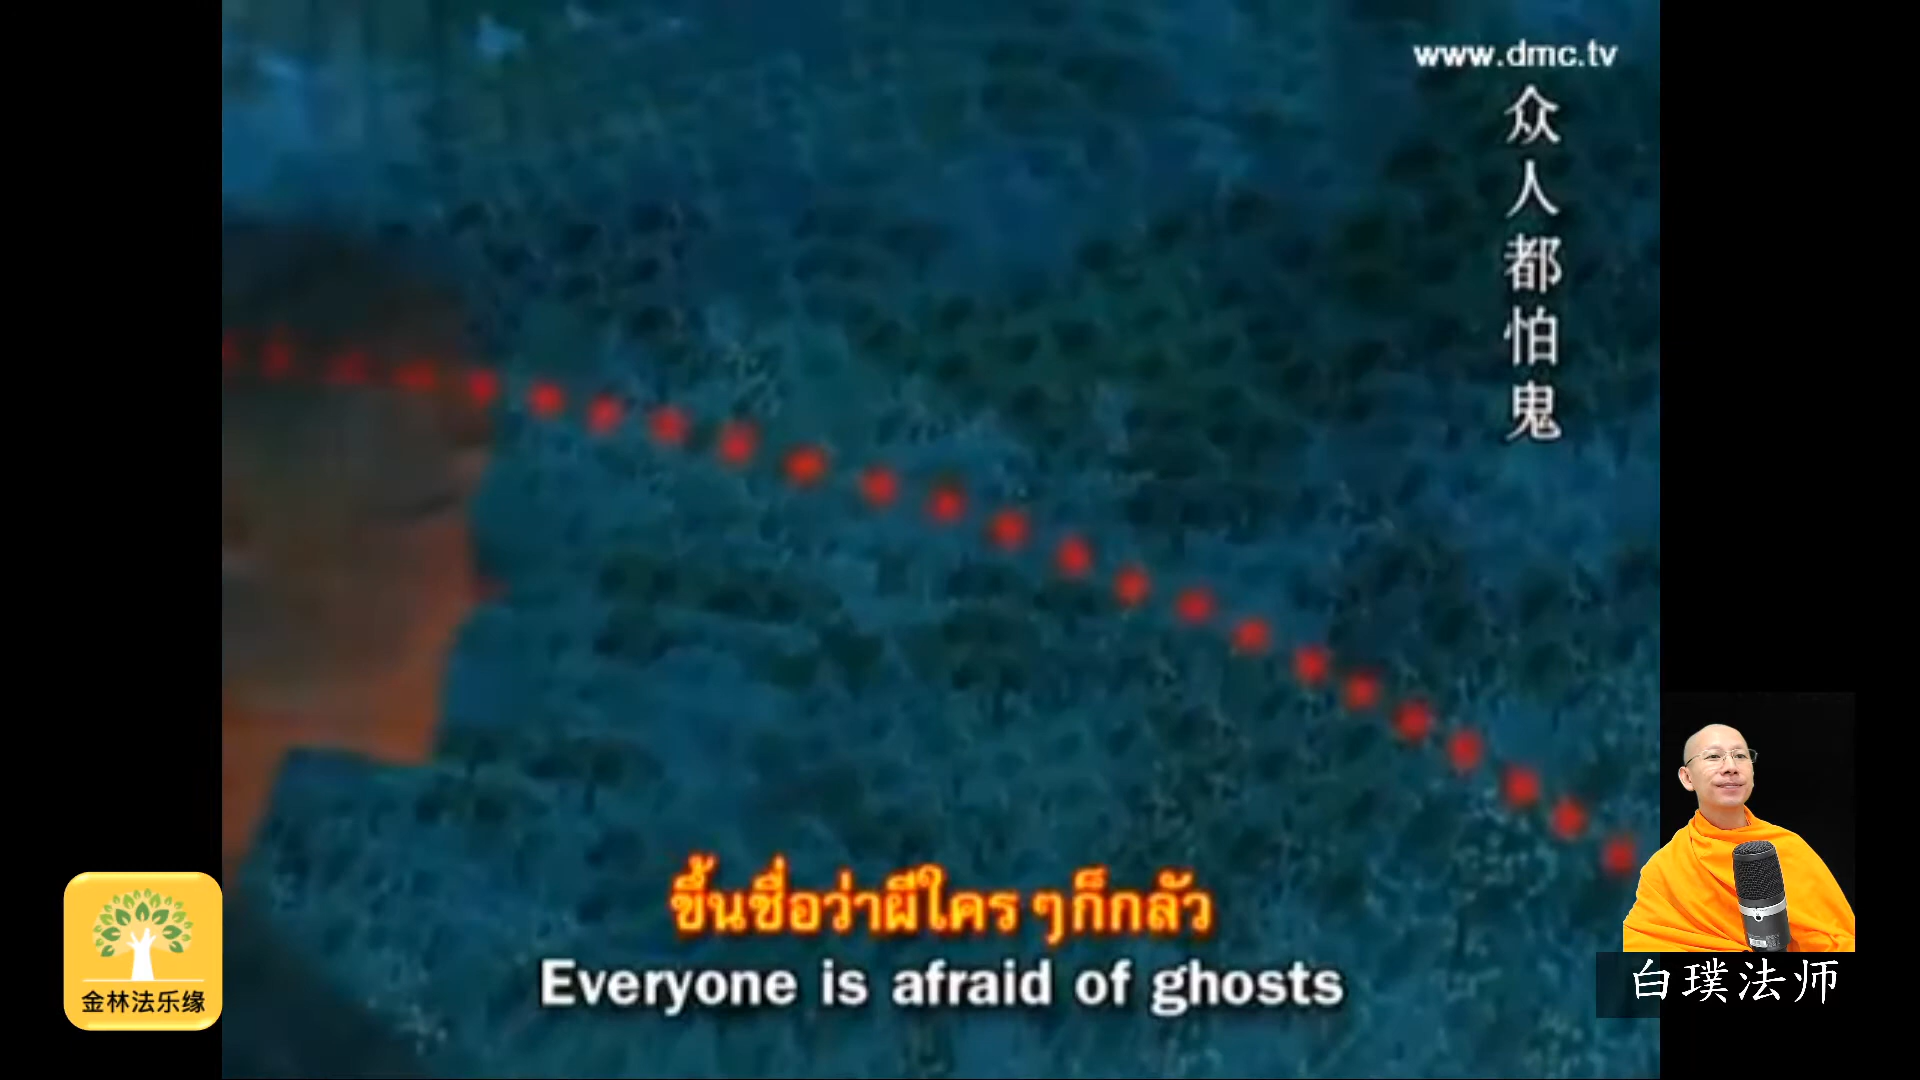 www.dmc.tv
众人都怕鬼
ขึ้นชื่อว่าผีใคร ๆ ก็กลัว
Everyone is afraid of ghosts
金林法乐缘
白璞法师